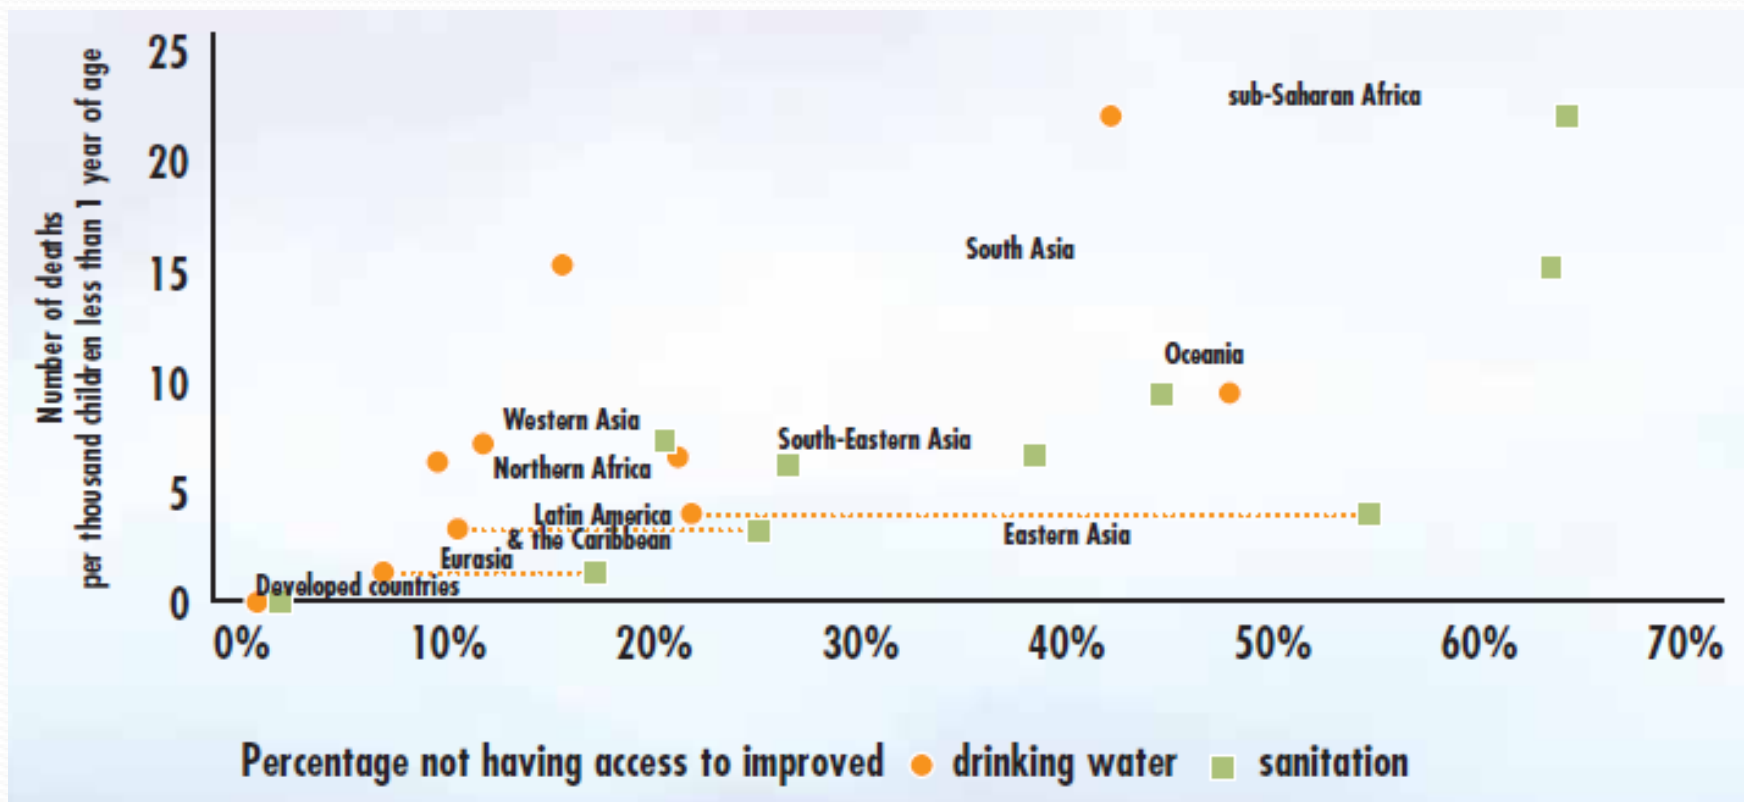 Number of deaths
per thousand children less than 1 year of age
25
20
15
10
5
0
sub-Saharan Africa
South Asia
Oceania
Western Asia
South-Eastern Asia
Northern Africa
Latin America
& the Caribbean
Eastern Asia
Eurasia
Developed countries
0% 10% 20% 30% 40% 50% 60% 70%
Percentage not having access to improved drinking water sanitation